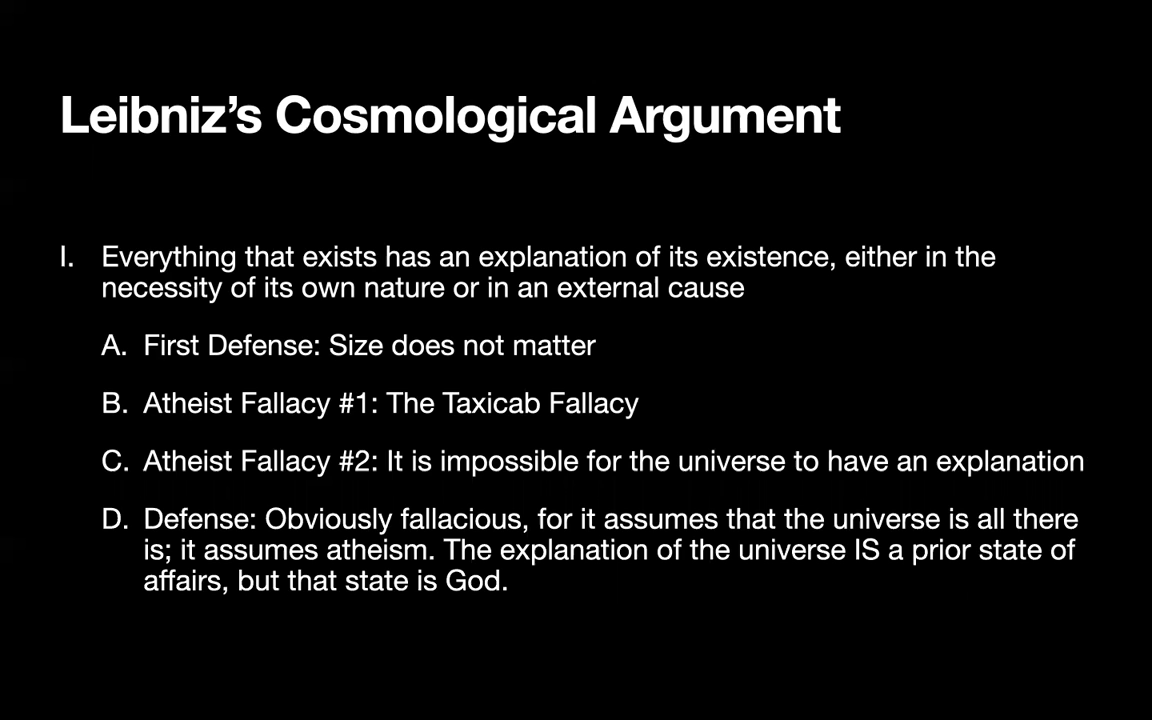 Leibniz’s Cosmological Argument
I. Everything that exists has an explanation of its existence, either in the
necessity of its own nature or in an external cause
A. First Defense: Size does not matter
B. Atheist Fallacy #1: The Taxicab Fallacy
C. Atheist Fallacy #2: It is impossible for the universe to have an explanation
D. Defense: Obviously fallacious, for it assumes that the universe is all there
is; it assumes atheism. The explanation of the universe IS a prior state of
affairs, but that state is God.